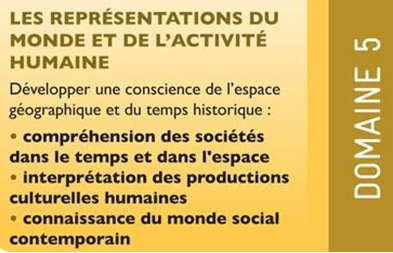 LES REPRÉSENTATIONS DU
MONDE ET DE L'ACTIVITÉ
HUMAINE
Développer une conscience de l'espace
géographique et du temps historique :
• compréhension des sociétés
dans le temps et dans l'espace
• interprétation des productions
culturelles humaines
• connaissance du monde social
contemporain
DOMAINE 5